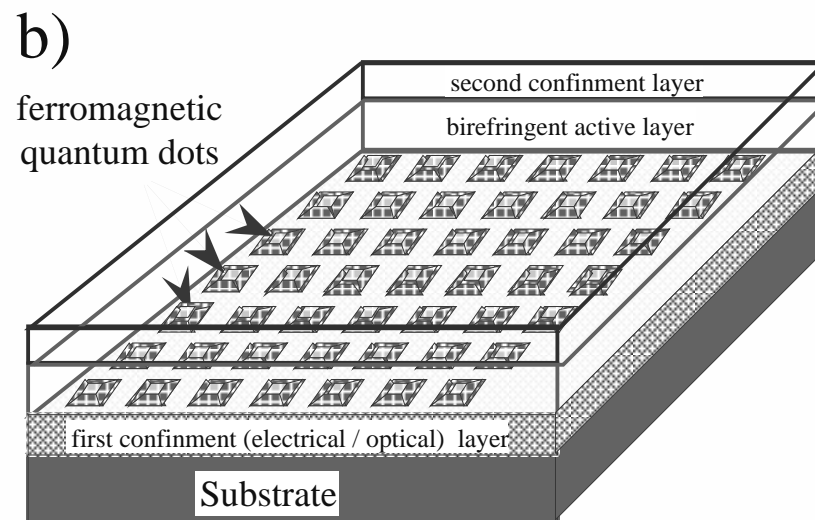 b)
ferromagnetic
quantum dots
second confinment layer
birefringent active layer
first confinment (electrical / optical) layer
Substrate